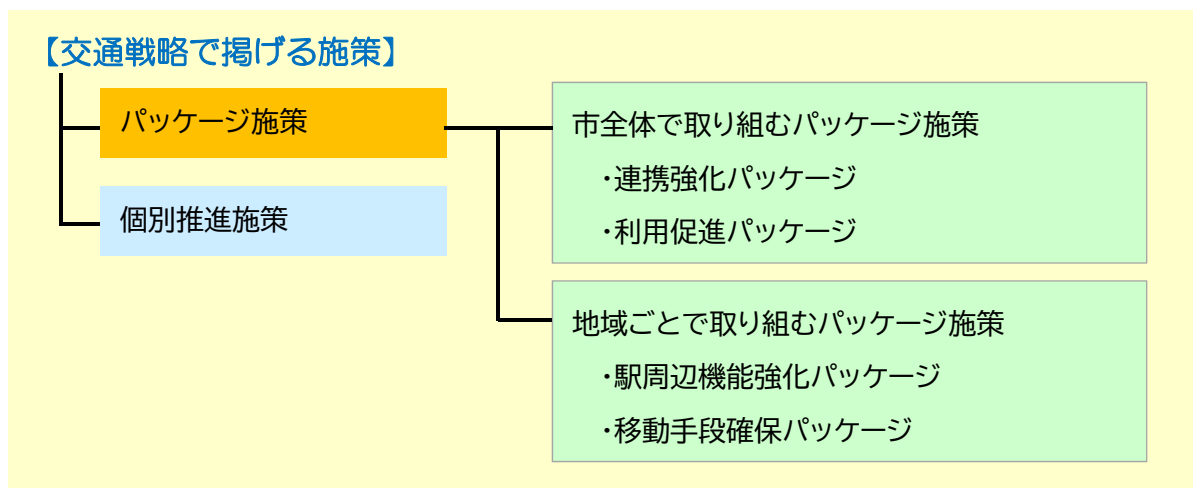 【交通戦略で掲げる施策】
パッケージ施策
個別推進施策
市全体で取り組むパッケージ施策
・連携強化パッケージ
・利用促進パッケージ
地域ごとで取り組むパッケージ施策
・駅周辺機能強化パッケージ
・移動手段確保パッケージ